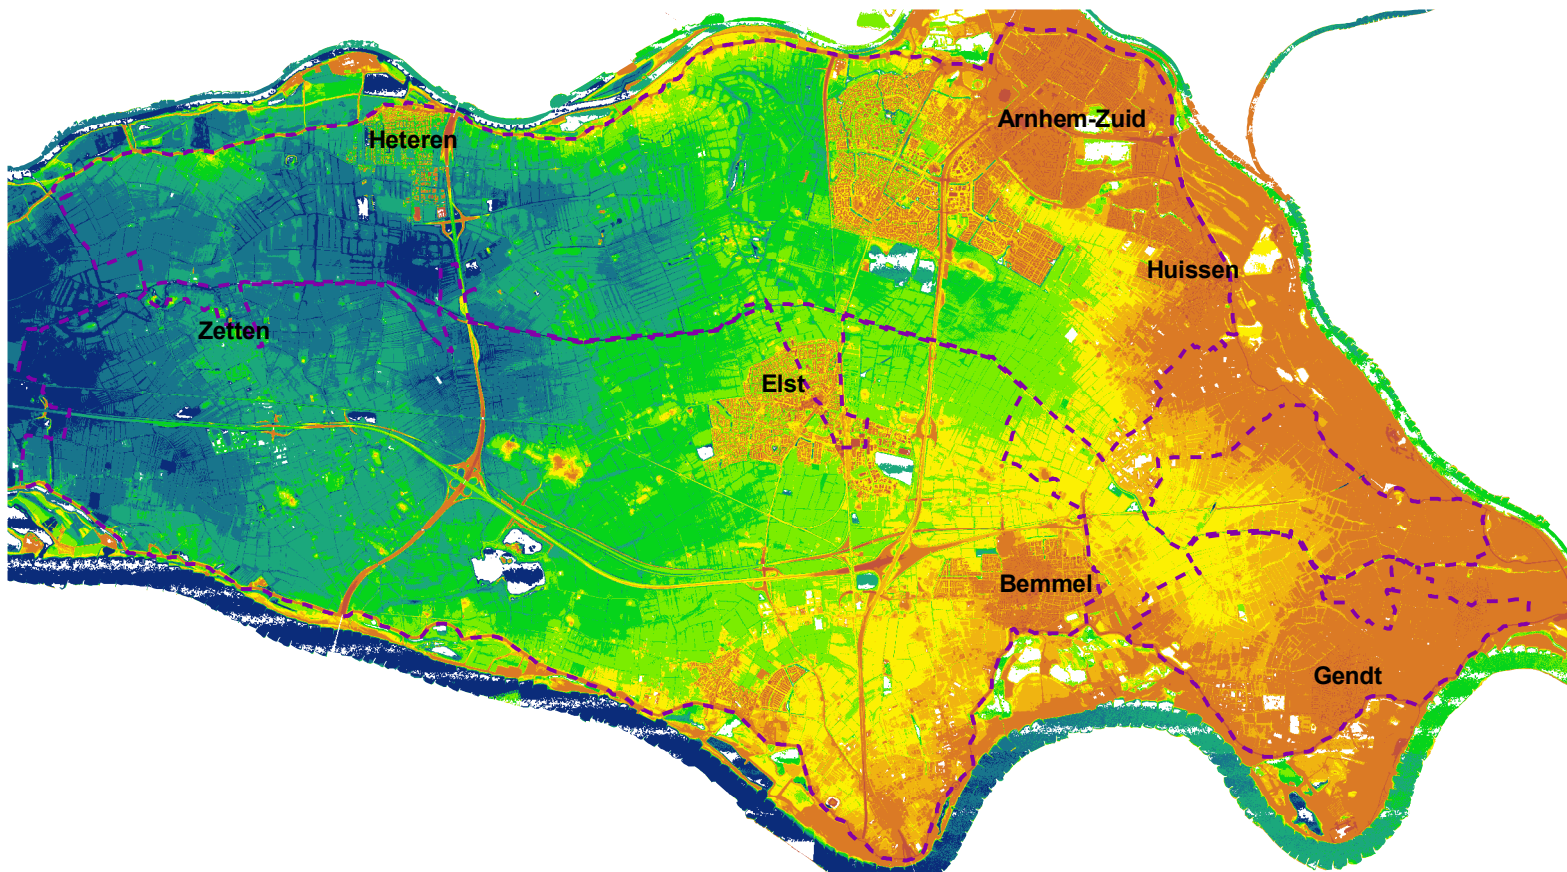 Arnhem-Zuid
Heteren
Huissen
Zetten
Elst
Bemmel
Gendt